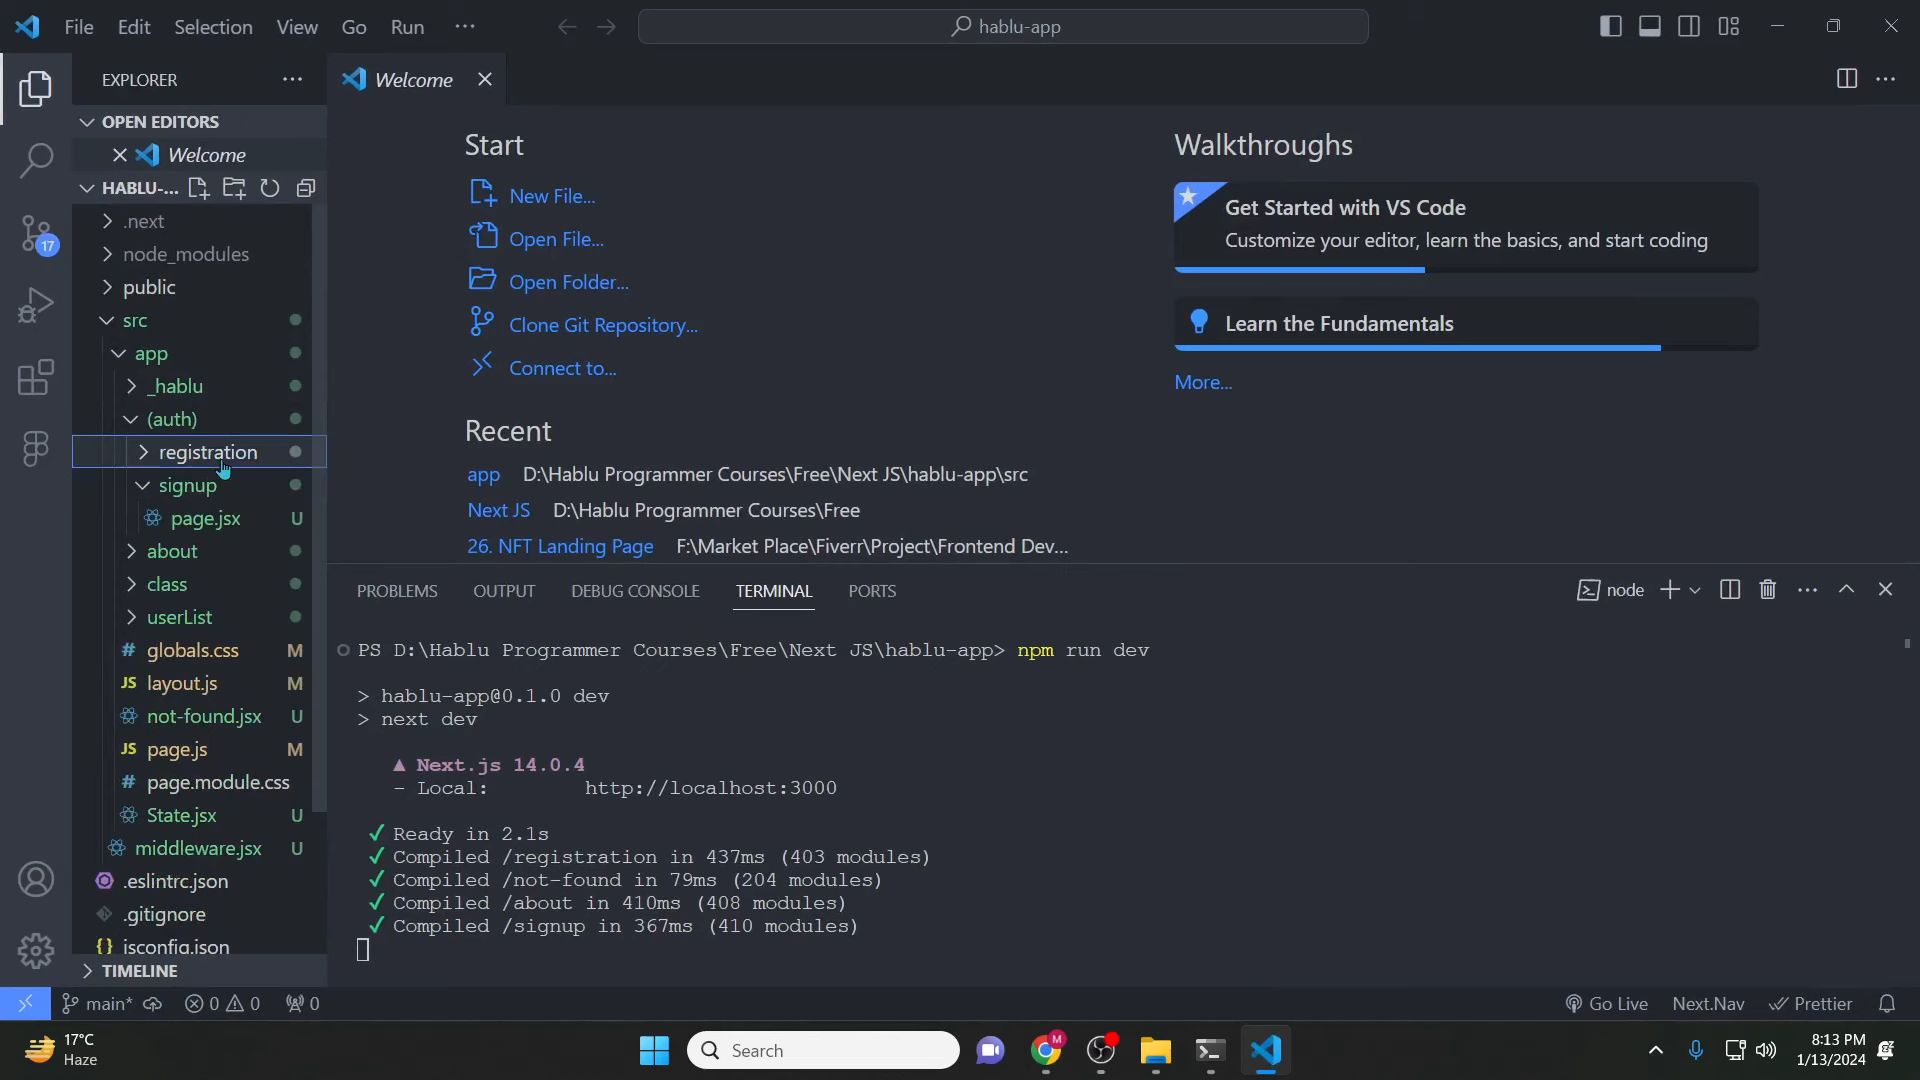 File Edit Selection View Go Run ··· hablu-app
EXPLORER ···
Welcome
OPEN EDITORS
Welcome
HABLU-...
.next
node_modules
public
src
app
_hablu
(auth)
registration
signup
page.jsx U
about
class
userList
globals.css M
layout.js M
not-found.jsx U
page.js M
page.module.css
State.jsx U
middleware.jsx U
.eslintrc.json
.gitignore
jsconfig.json
TIMELINE
17
Start
New File...
Open File...
Open Folder...
Clone Git Repository...
Connect to...
Recent
app D:\Hablu Programmer Courses\Free\Next JS\hablu-app\src
Next JS D:\Hablu Programmer Courses\Free
26. NFT Landing Page F:\Market Place\Fiverr\Project\Frontend Dev...
Walkthroughs
Get Started with VS Code
Customize your editor, learn the basics, and start coding
Learn the Fundamentals
More...
PROBLEMS OUTPUT DEBUG CONSOLE TERMINAL PORTS
node
PS D:\Hablu Programmer Courses\Free\Next JS\hablu-app> npm run dev
> hablu-app@0.1.0 dev
> next dev
▲ Next.js 14.0.4
- Local: http://localhost:3000
✓ Ready in 2.1s
✓ Compiled /registration in 437ms (403 modules)
✓ Compiled /not-found in 79ms (204 modules)
✓ Compiled /about in 410ms (408 modules)
✓ Compiled /signup in 367ms (410 modules)
main* 0 0 0 Go Live Next.Nav Prettier
17°C
Haze
Search
M
8:13 PM
1/13/2024